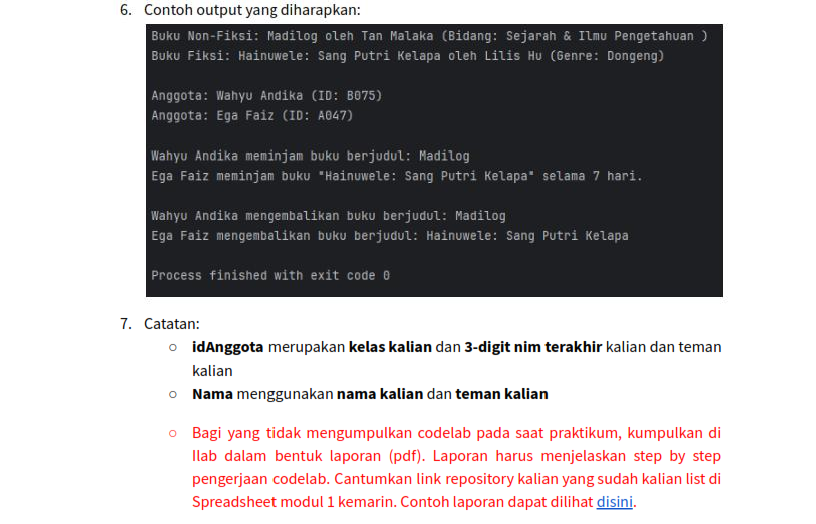 6. Contoh output yang diharapkan:
Buku Non-Fiksi: Madilog oleh Tan Malaka (Bidang: Sejarah & Ilmu Pengetahuan )
Buku Fiksi: Hainuwele: Sang Putri Kelapa oleh Lilis Hu (Genre: Dongeng)
Anggota: Wahyu Andika (ID: B075)
Anggota: Ega Faiz (ID: A047)
Wahyu Andika meminjam buku berjudul: Madilog
Ega Faiz meminjam buku "Hainuwele: Sang Putri Kelapa" selama 7 hari.
Wahyu Andika mengembalikan buku berjudul: Madilog
Ega Faiz mengembalikan buku berjudul: Hainuwele: Sang Putri Kelapa
Process finished with exit code 0
7. Catatan:
○ idAnggota merupakan kelas kalian dan 3-digit nim terakhir kalian dan teman
kalian
○ Nama menggunakan nama kalian dan teman kalian
○ Bagi yang tidak mengumpulkan codelab pada saat praktikum, kumpulkan di
Ilab dalam bentuk laporan (pdf). Laporan harus menjelaskan step by step
pengerjaan codelab. Cantumkan link repository kalian yang sudah kalian list di
Spreadsheet modul 1 kemarin. Contoh laporan dapat dilihat disini.